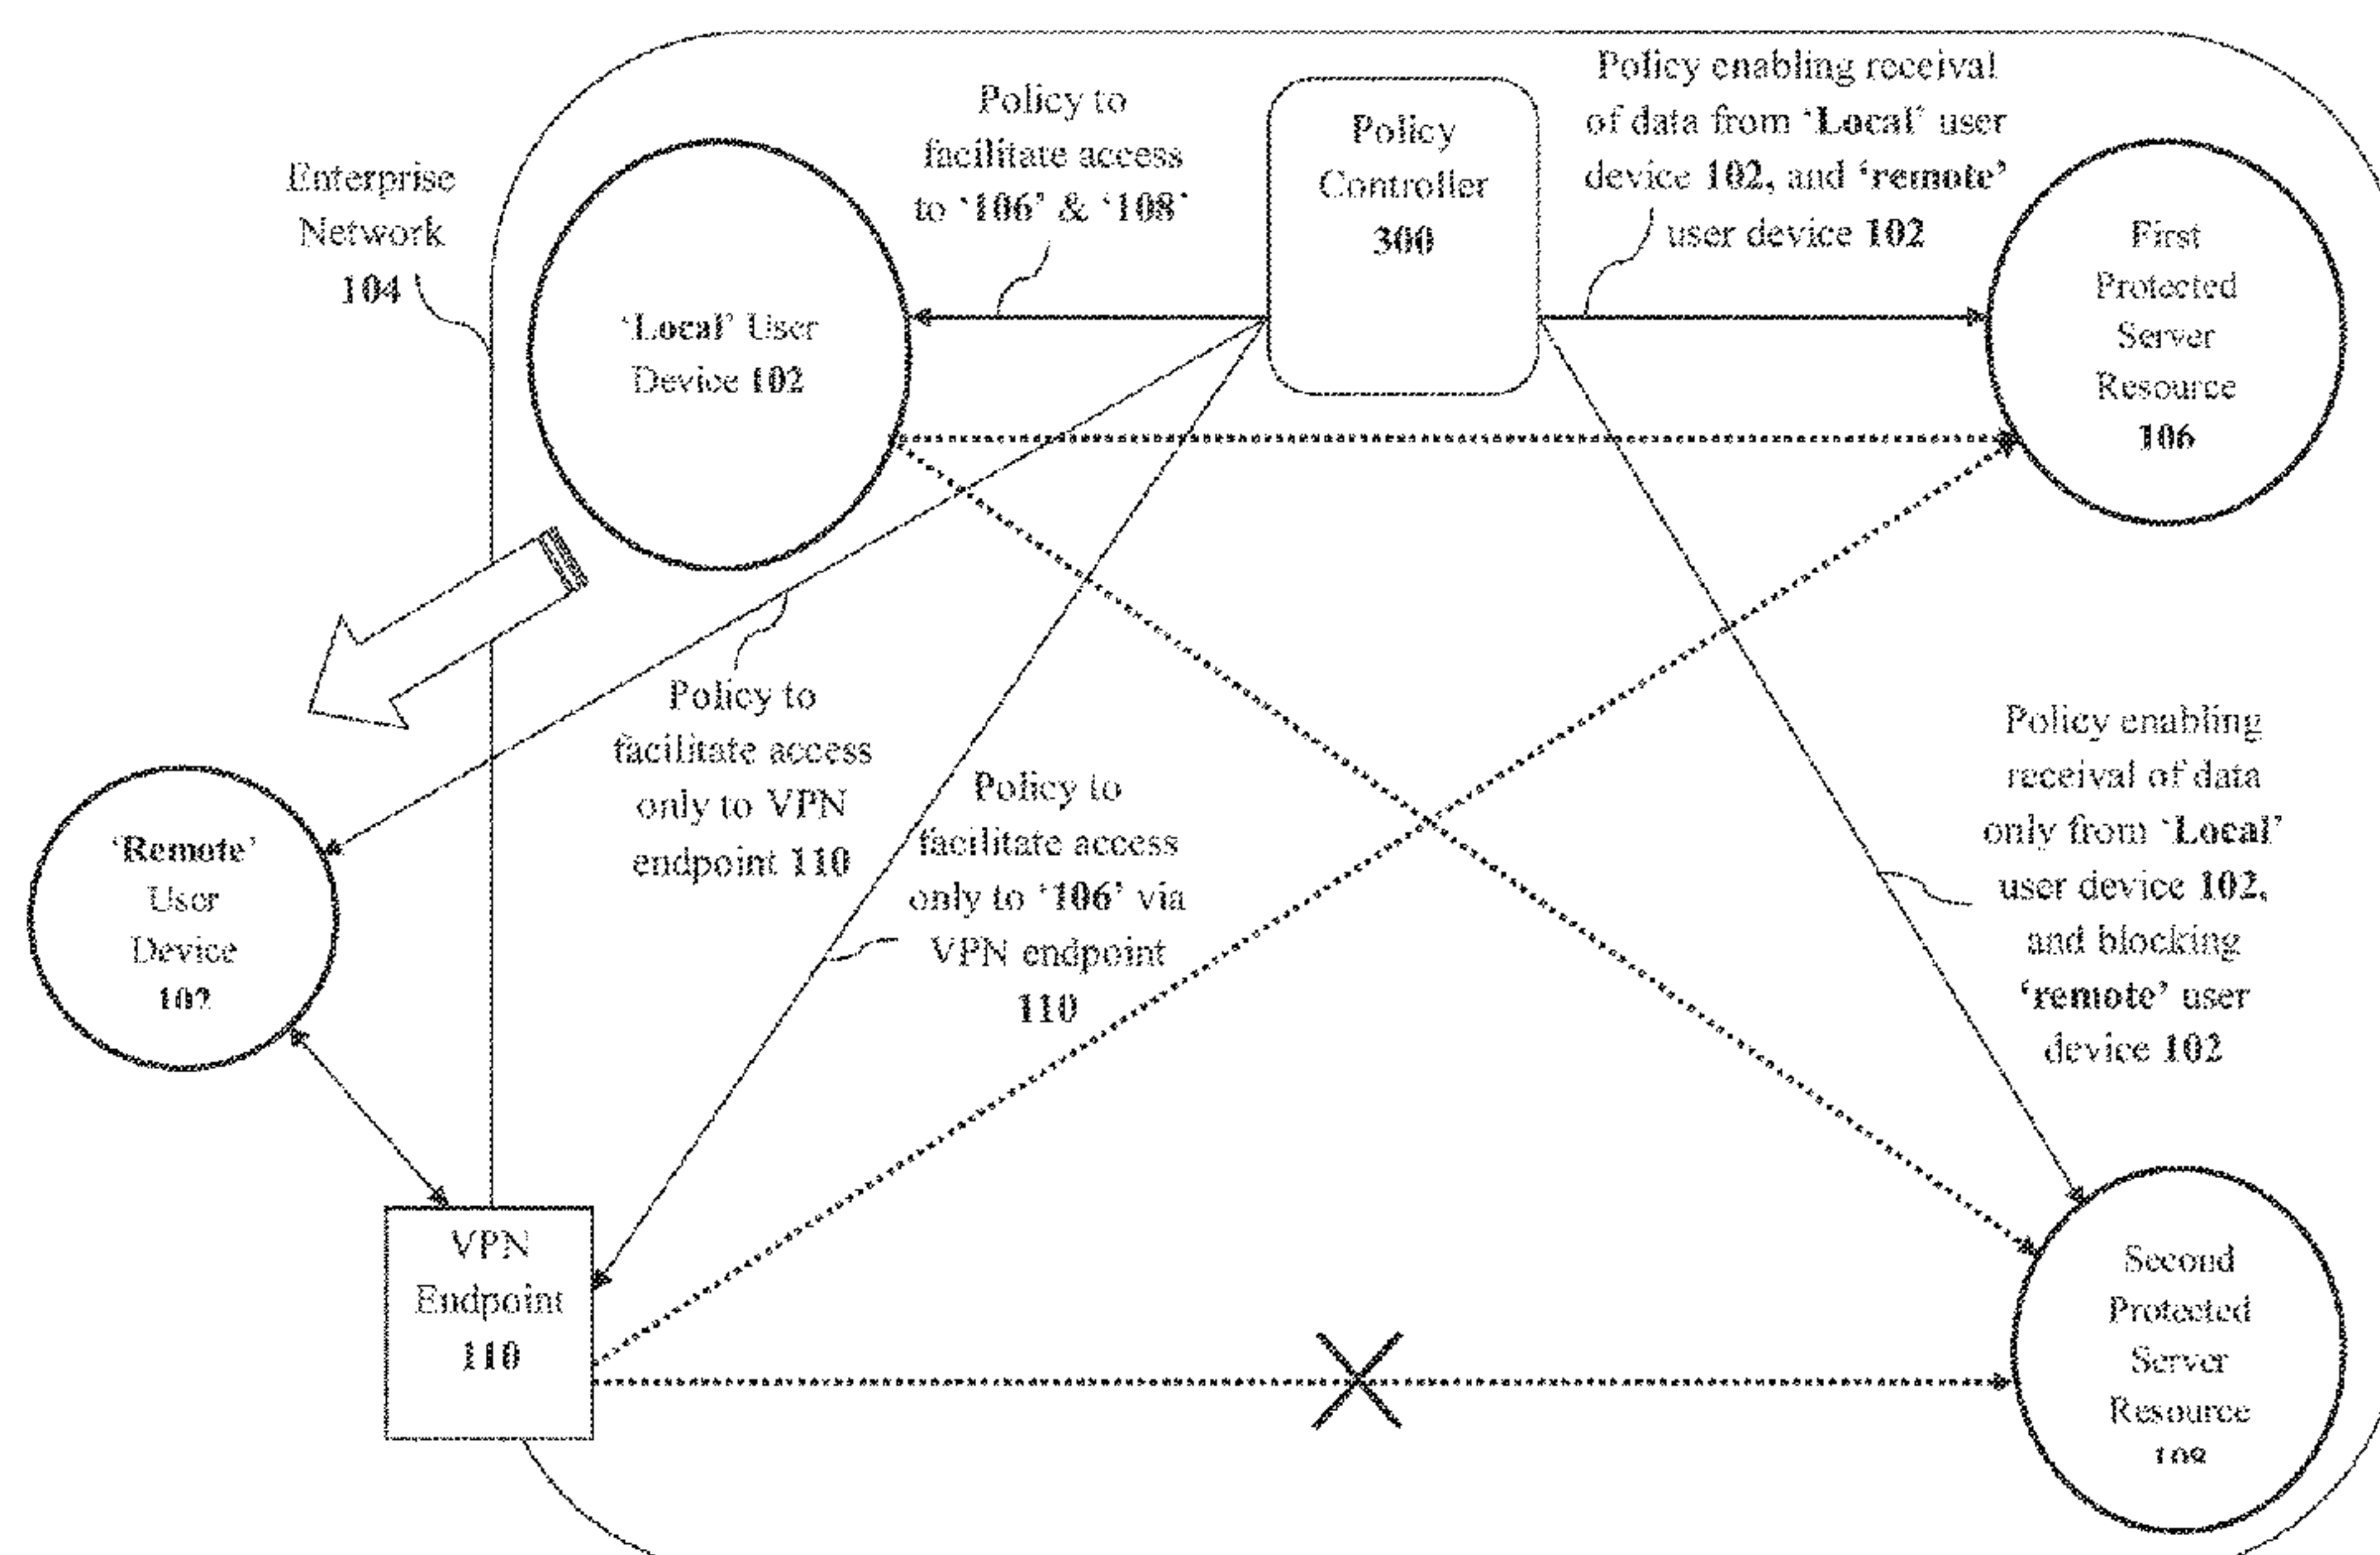 Enterprise
Network
104
Policy to
facilitate access
to ‘106’ & ‘108’
Policy
Controller
300
Policy enabling receival
of data from ‘Local’ user
device 102, and ‘remote’
user device 102
‘Local’ User
Device 102
First
Protected
Server
Resource
106
Policy to
facilitate access
only to VPN
endpoint 110
Policy to
facilitate access
only to ‘106’ via
VPN endpoint
110
Policy enabling
receival of data
only from ‘Local’
user device 102,
and blocking
‘remote’ user
device 102
‘Remote’
User
Device
102
VPN
Endpoint
110
Second
Protected
Server
Resource
108